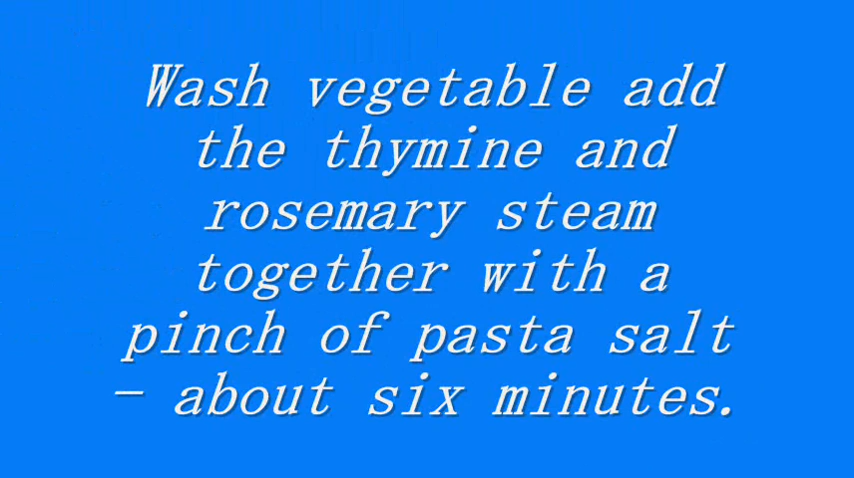 Wash vegetable add
the thymine and
rosemary steam
together with a
pinch of pasta salt
- about six minutes.